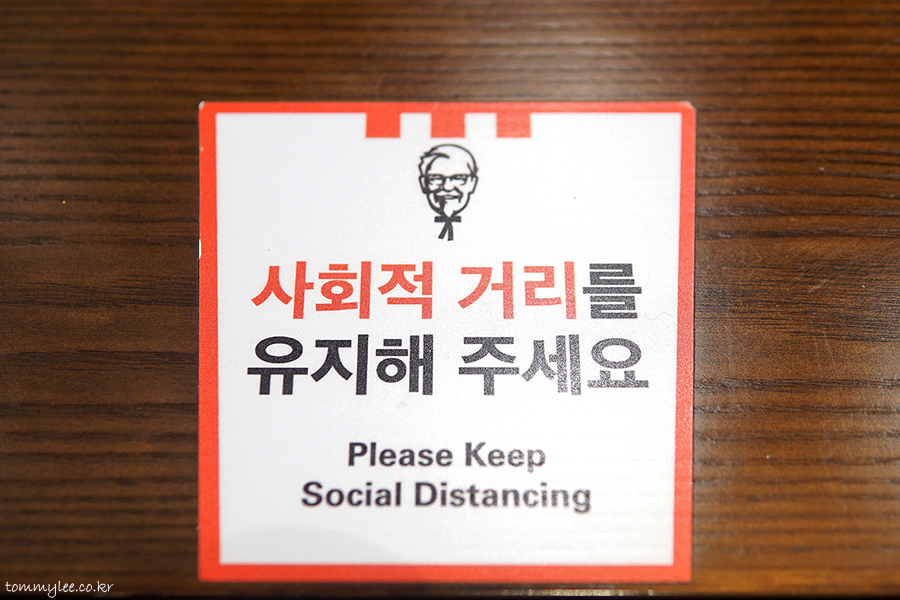 사회적 거리를
유지해 주세요
Please Keep
Social Distancing
tommylee.co.kr